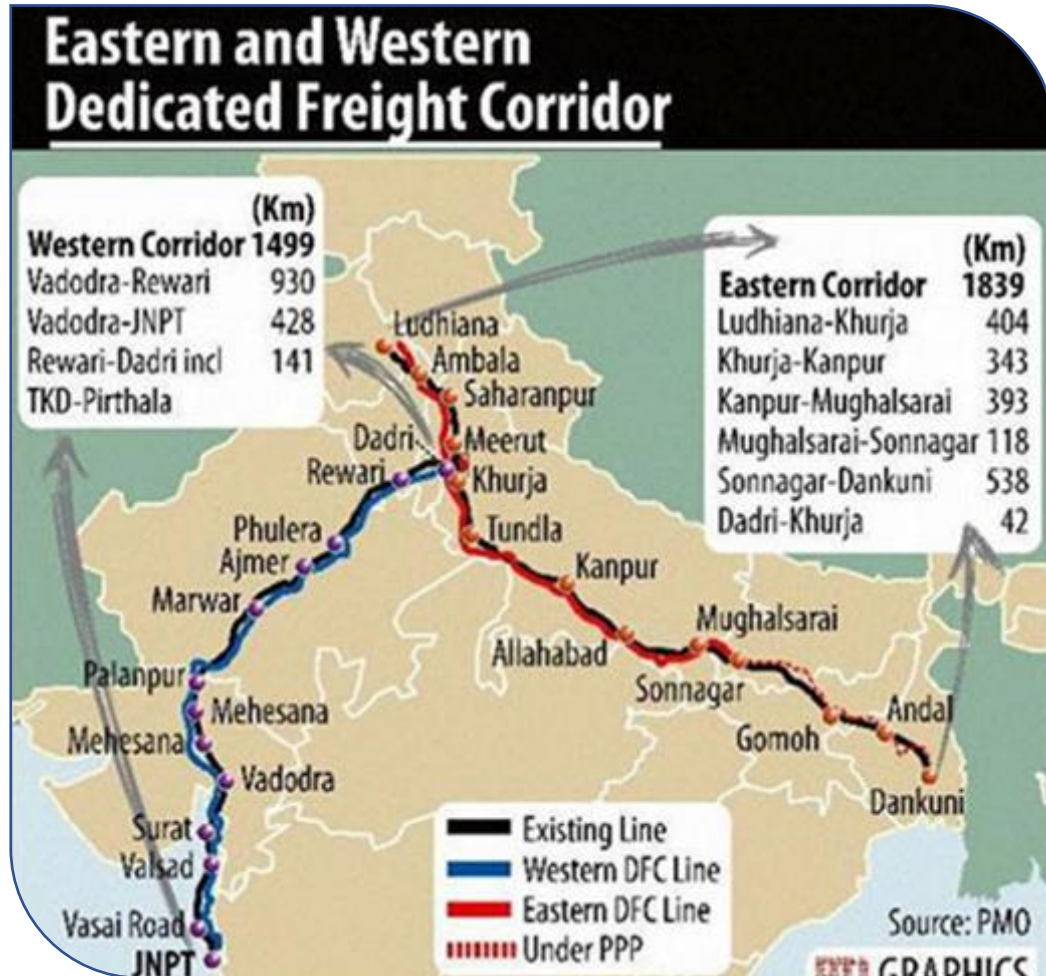 Eastern and Western
Dedicated Freight Corridor
(Km)
Western Corridor 1499
Vadodra-Rewari 930
Vadodra-JNPT 428
Rewari-Dadri incl 141
TKD-Pirthala
(Km)
Eastern Corridor 1839
Ludhiana-Khurja 404
Khurja-Kanpur 343
Kanpur-Mughalsarai 393
Mughalsarai-Sonnagar 118
Sonnagar-Dankuni 538
Dadri-Khurja 42
Ludhiana
Ambala
Saharanpur
Dadri
Meerut
Rewari
Khurja
Phulera
Tundla
Ajmer
Kanpur
Marwar
Mughalsarai
Allahabad
Palanpur
Sonnagar
Mehesana
Andal
Gomoh
Mehesana
Vadodra
Dankuni
Surat
Valsad
Vasai Road
JNPT
Existing Line
Western DFC Line
Eastern DFC Line
Under PPP
Source: PMO
GRAPHICS